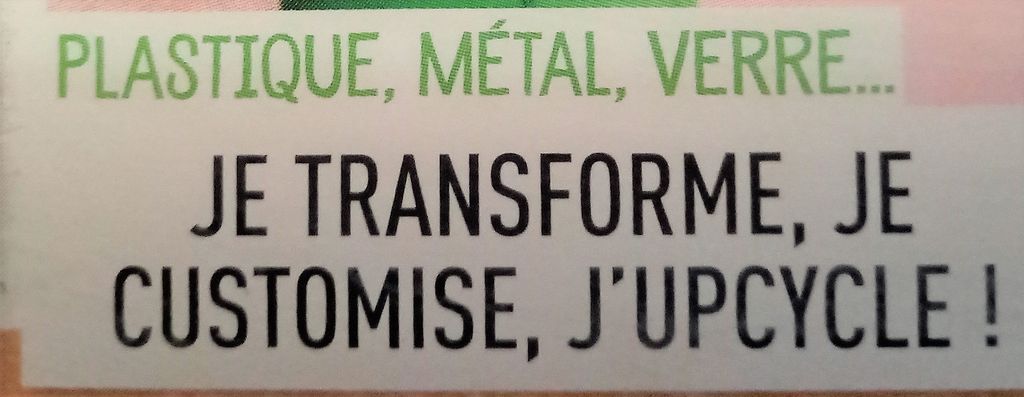 PLASTIQUE, MÉTAL, VERRE...
JE TRANSFORME, JE
CUSTOMISE, J'UPCYCLE !